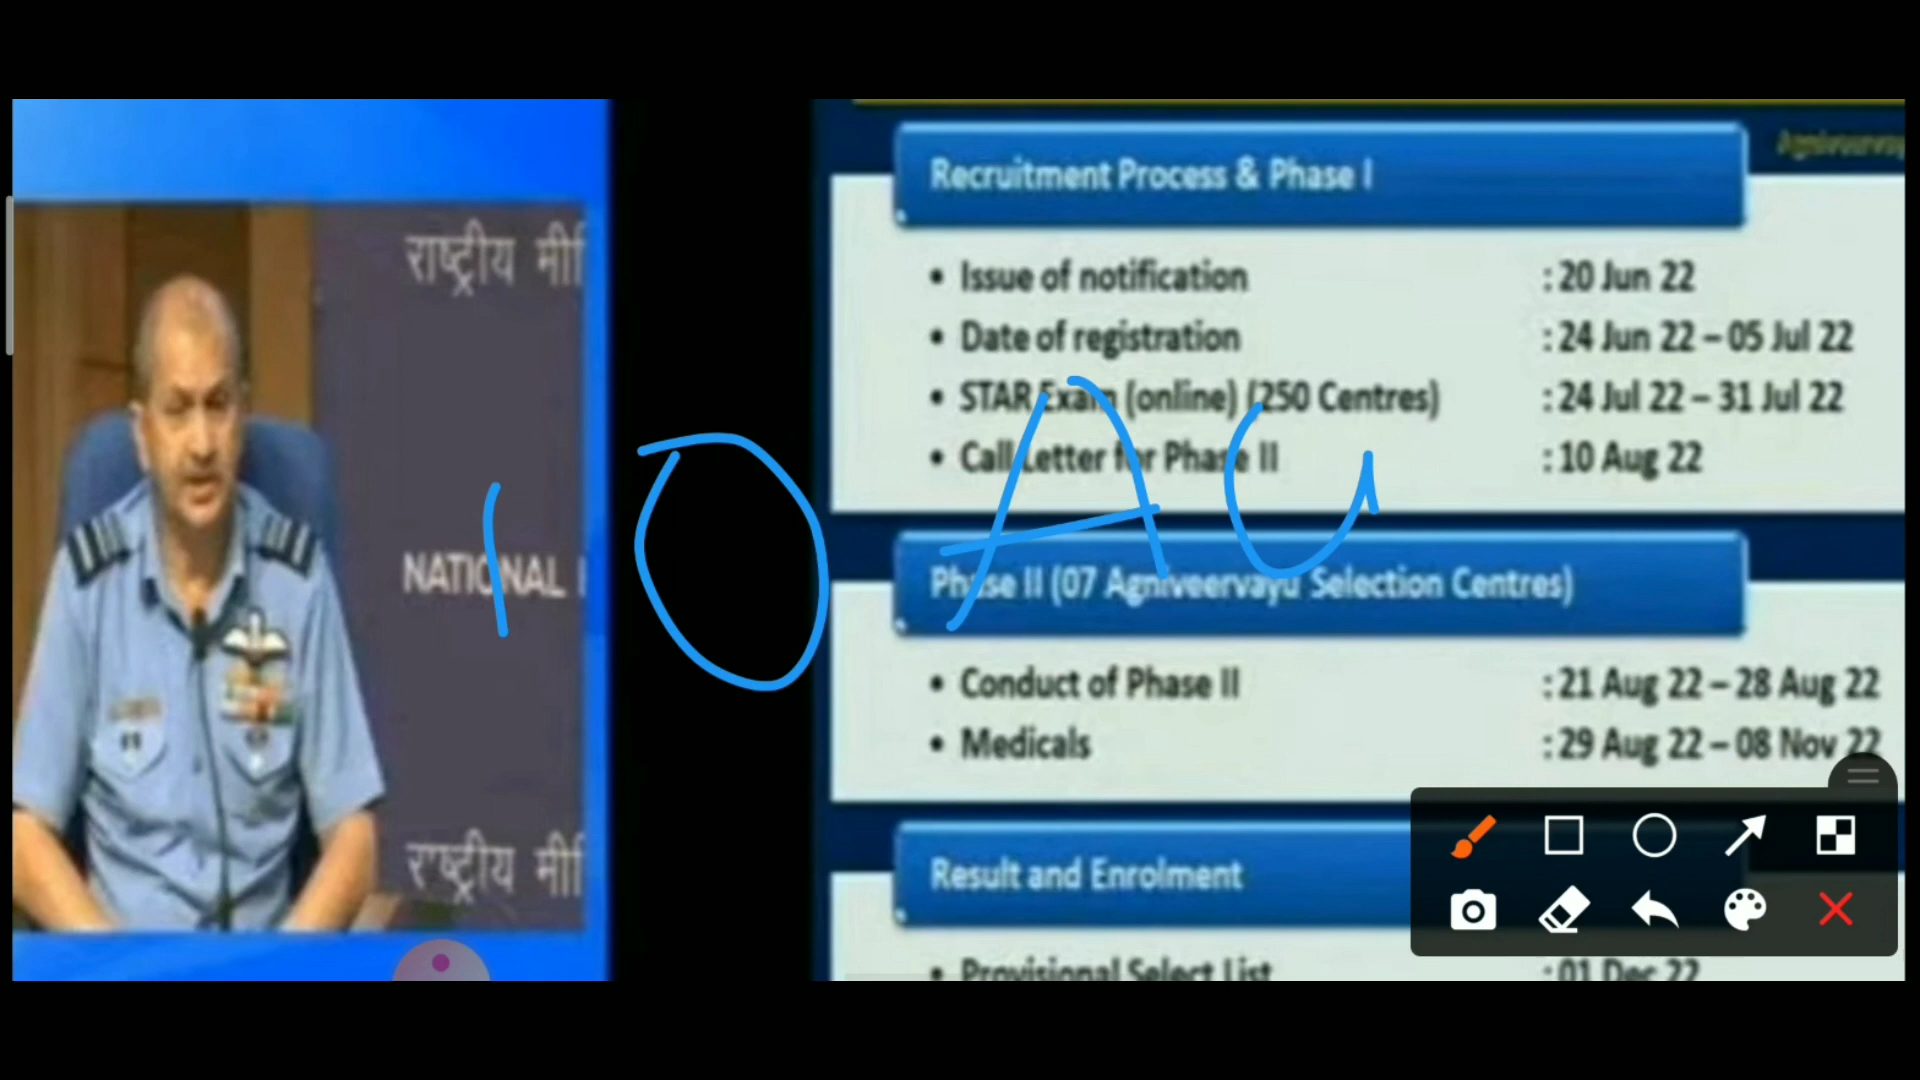 Recruitment Process & Phase I
• Issue of notification : 20 Jun 22
• Date of registration : 24 Jun 22 – 05 Jul 22
• STAR Exam (online) (250 Centres) : 24 Jul 22 – 31 Jul 22
• Call Letter for Phase II : 10 Aug 22
Phase II (07 Agniveervayu Selection Centres)
• Conduct of Phase II : 21 Aug 22 – 28 Aug 22
• Medicals : 29 Aug 22 – 08 Nov 22
Result and Enrolment
• Provisional Select List : 01 Dec 22
राष्ट्रीय
NATIONAL
राष्ट्रीय
10 AU